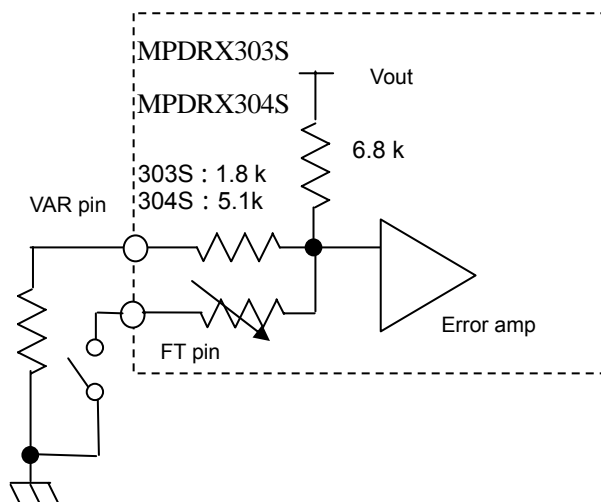 MPDRX303S
Vout
MPDRX304S
6.8 k
303S : 1.8 k
304S : 5.1k
VAR pin
Error amp
FT pin